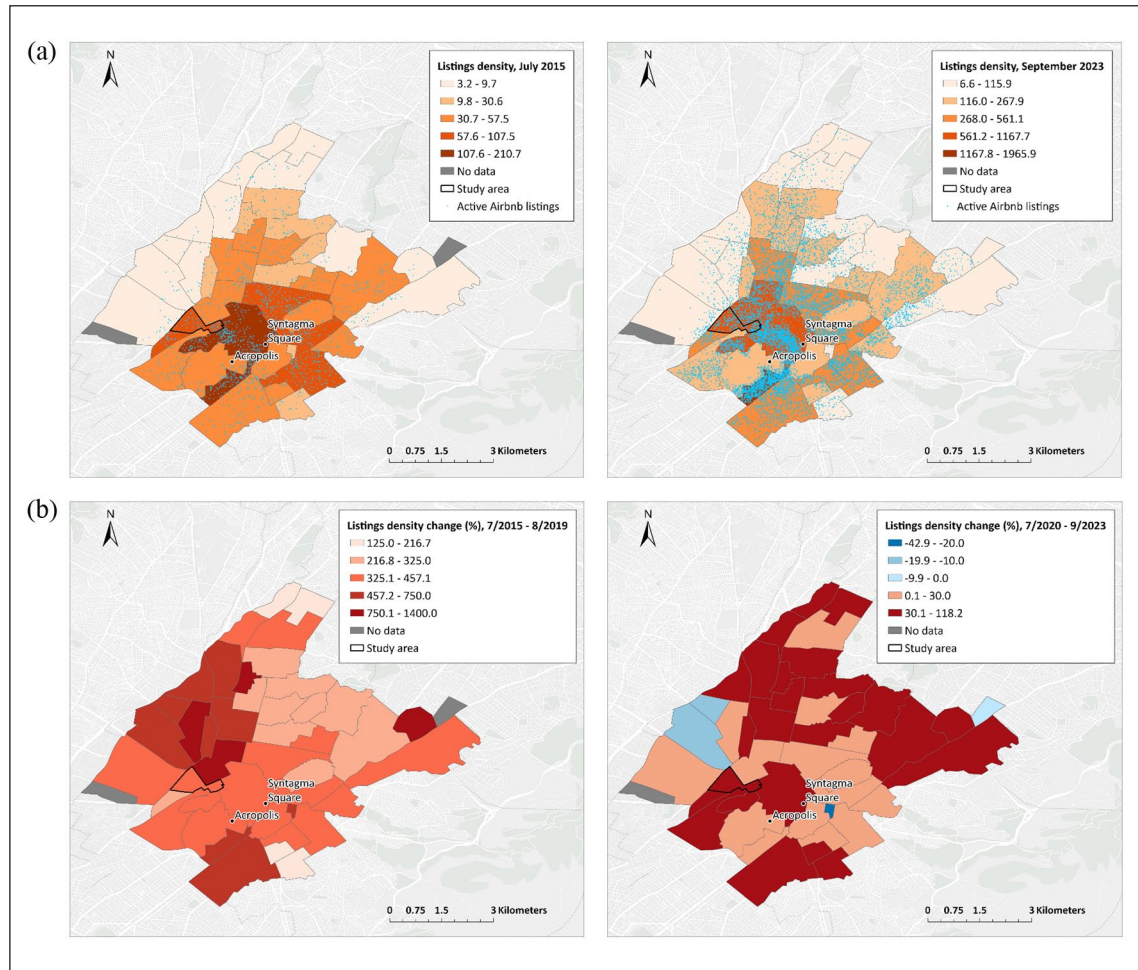 (a)
N
Listings density, July 2015
3.2 - 9.7
9.8 - 30.6
30.7 - 57.5
57.6 - 107.5
107.6 - 210.7
No data
Study area
Active Airbnb listings
Syntagma
Square
Acropolis
0 0.75 1.5 3 Kilometers
N
Listings density, September 2023
6.6 - 115.9
116.0 - 267.9
268.0 - 561.1
561.2 - 1167.7
1167.8 - 1965.9
No data
Study area
Active Airbnb listings
Syntagma
Square
Acropolis
0 0.75 1.5 3 Kilometers
(b)
N
Listings density change (%), 7/2015 - 8/2019
125.0 - 216.7
216.8 - 325.0
325.1 - 457.1
457.2 - 750.0
750.1 - 1400.0
No data
Study area
Syntagma
Square
Acropolis
0 0.75 1.5 3 Kilometers
N
Listings density change (%), 7/2020 - 9/2023
-42.9 - -20.0
-19.9 - -10.0
-9.9 - 0.0
0.1 - 30.0
30.1 - 118.2
No data
Study area
Syntagma
Square
Acropolis
0 0.75 1.5 3 Kilometers